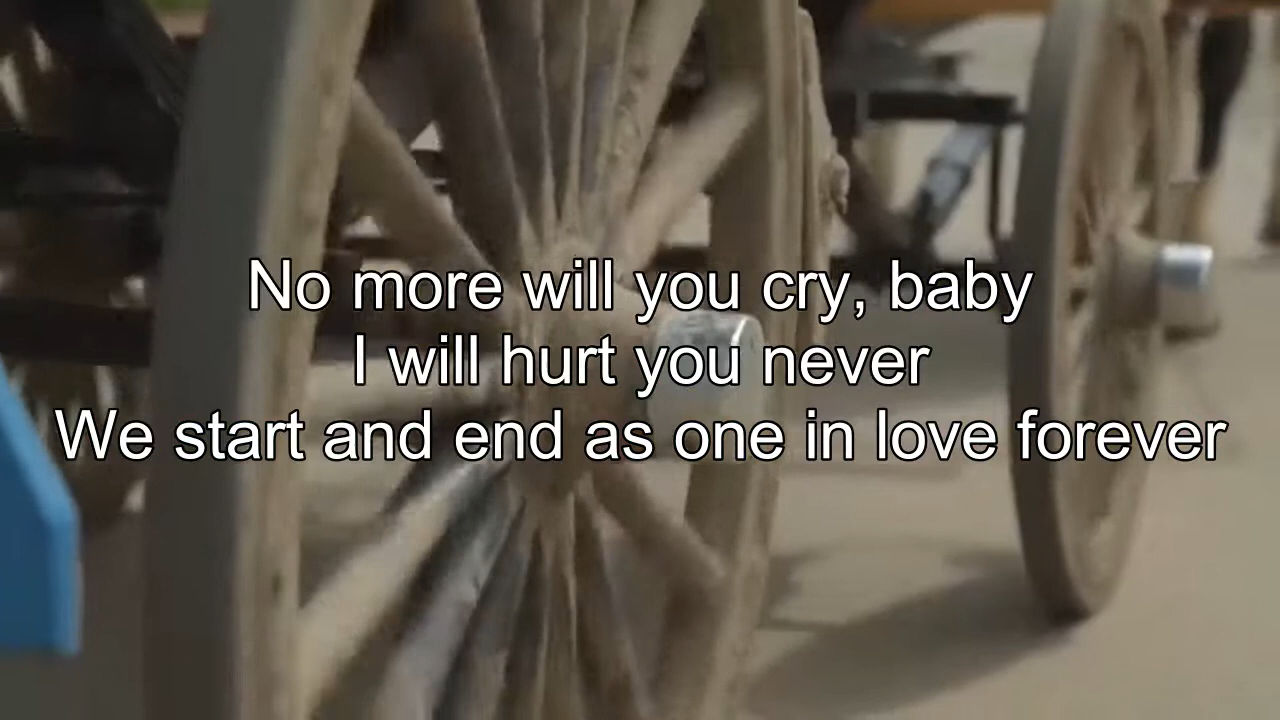 No more will you cry, baby
I will hurt you never
We start and end as one in love forever